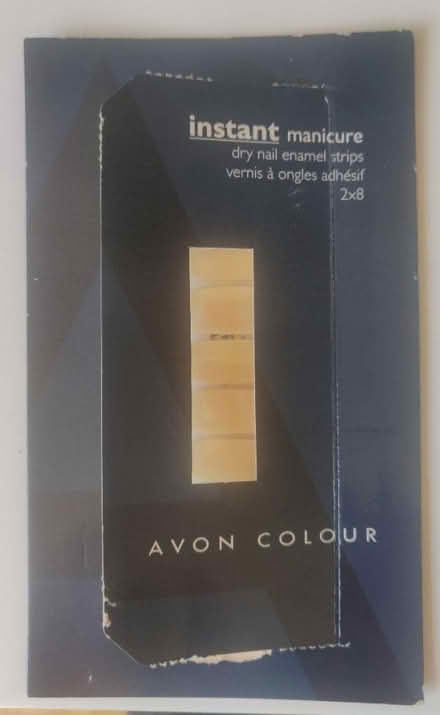 instant manicure
dry nail enamel strips
vernis à ongles adhésif
2x8
AVON COLOUR